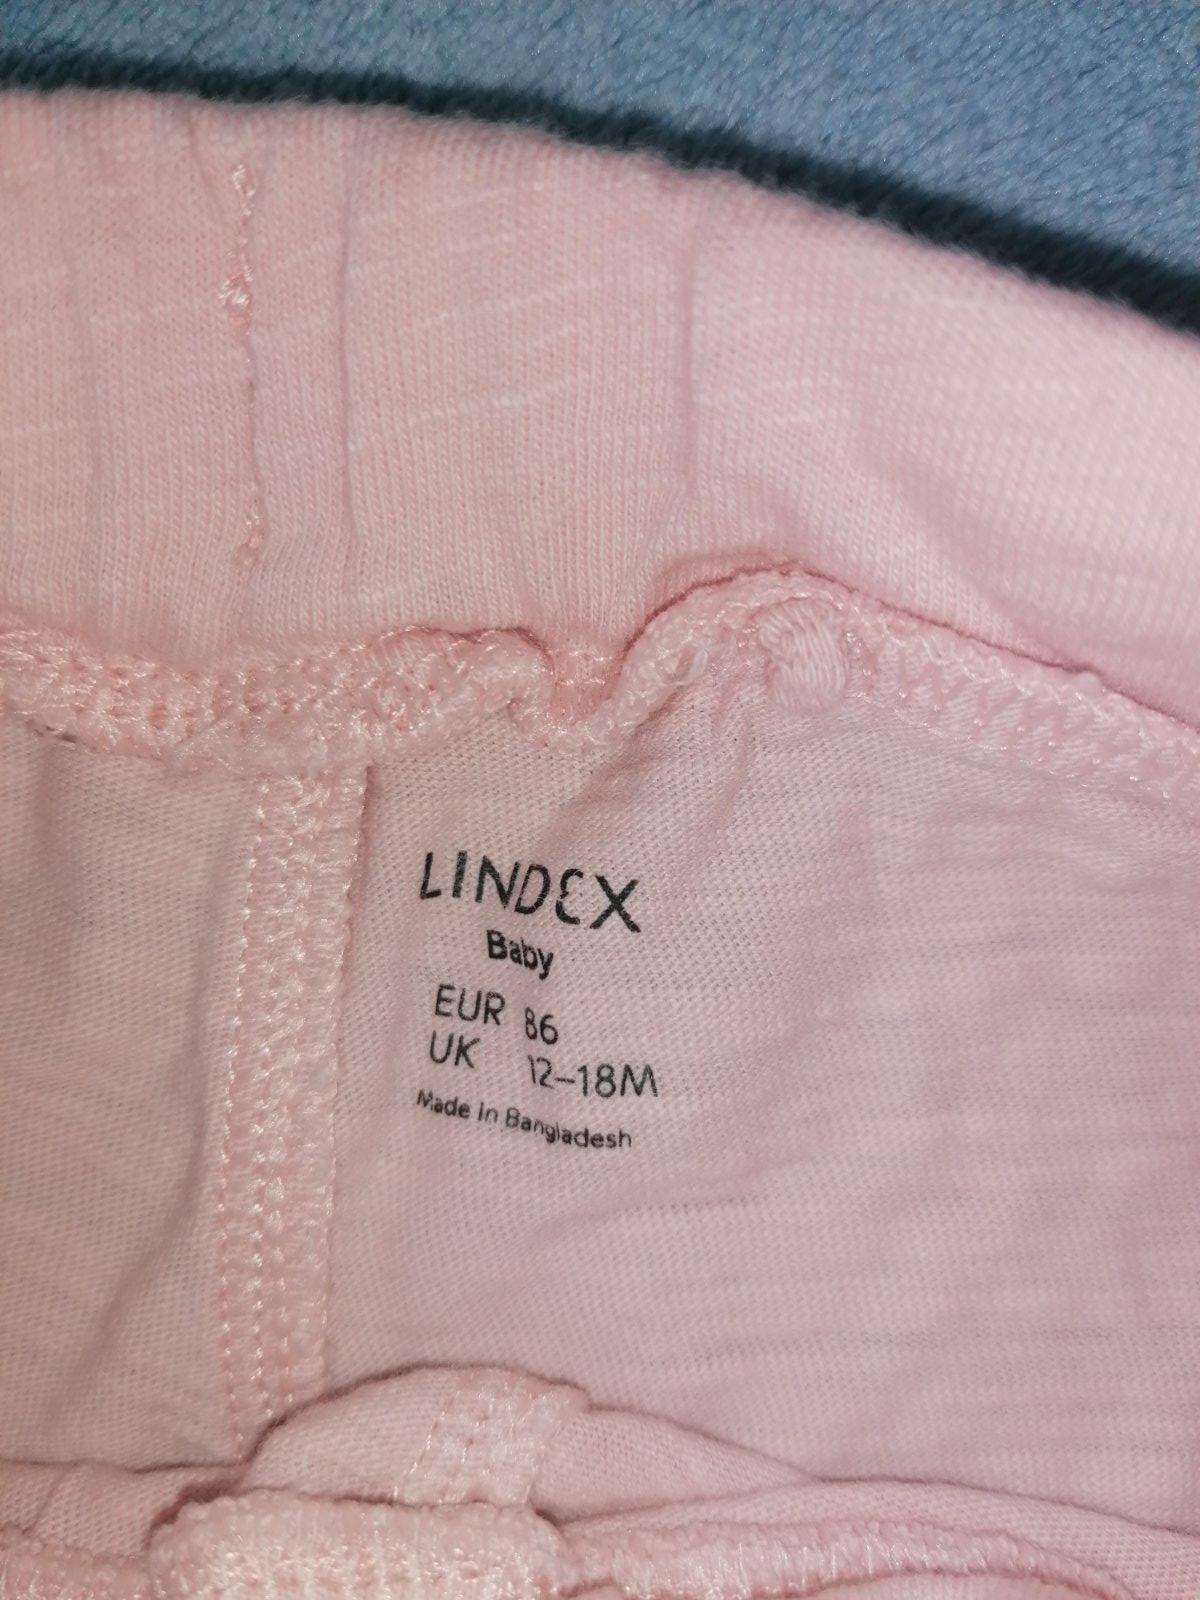 LINDEX
Baby
EUR 86
UK 12–18M
Made in Bangladesh